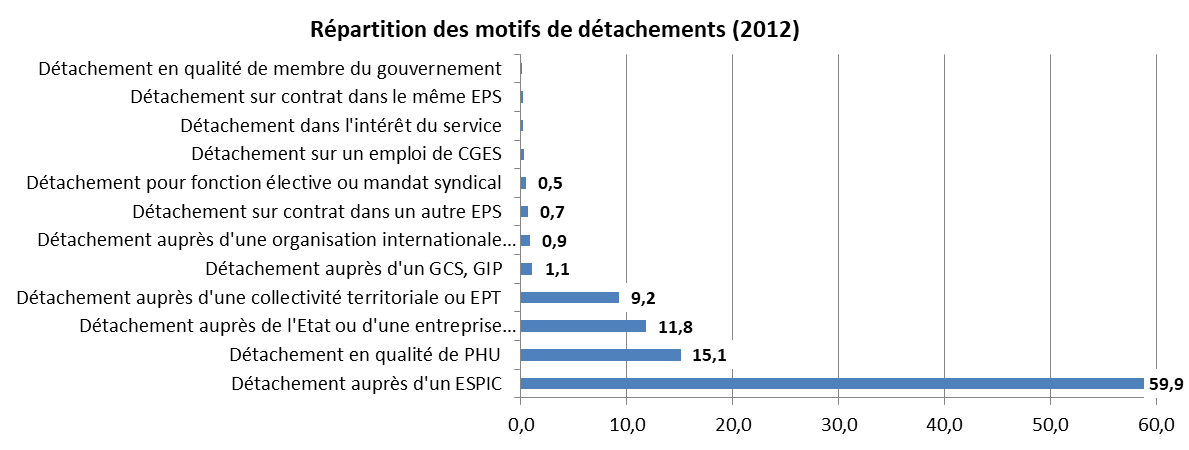 Répartition des motifs de détachements (2012)
Détachement en qualité de membre du gouvernement
Détachement sur contrat dans le même EPS
Détachement dans l'intérêt du service
Détachement sur un emploi de CGES
Détachement pour fonction élective ou mandat syndical 0,5
Détachement sur contrat dans un autre EPS 0,7
Détachement auprès d'une organisation internationale... 0,9
Détachement auprès d'un GCS, GIP 1,1
Détachement auprès d'une collectivité territoriale ou EPT 9,2
Détachement auprès de l'Etat ou d'une entreprise... 11,8
Détachement en qualité de PHU 15,1
Détachement auprès d'un ESPIC 59,9
0,0 10,0 20,0 30,0 40,0 50,0 60,0